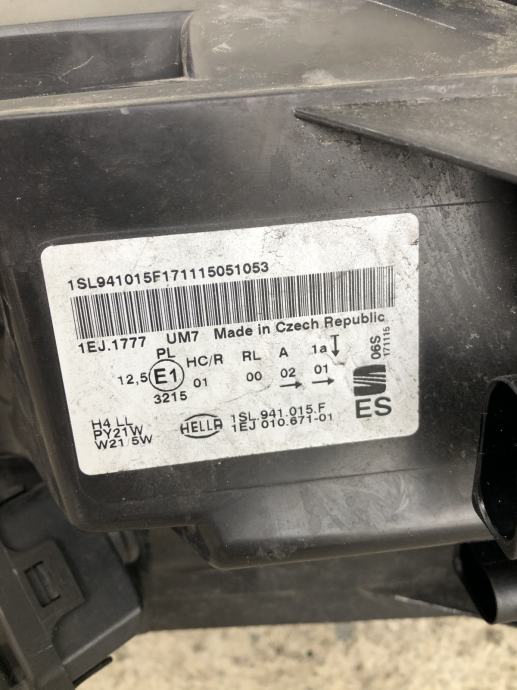 1SL941015F171115051053
1EJ.1777 UM7 Made in Czech Republic
PL HC/R RL A 1a
12,5 E1 01 00 02 01
3215
06S
171115
H4 LL
PY21W
W21/5W
HELLA
1SL.941.015.F
1EJ 010.671-01
ES